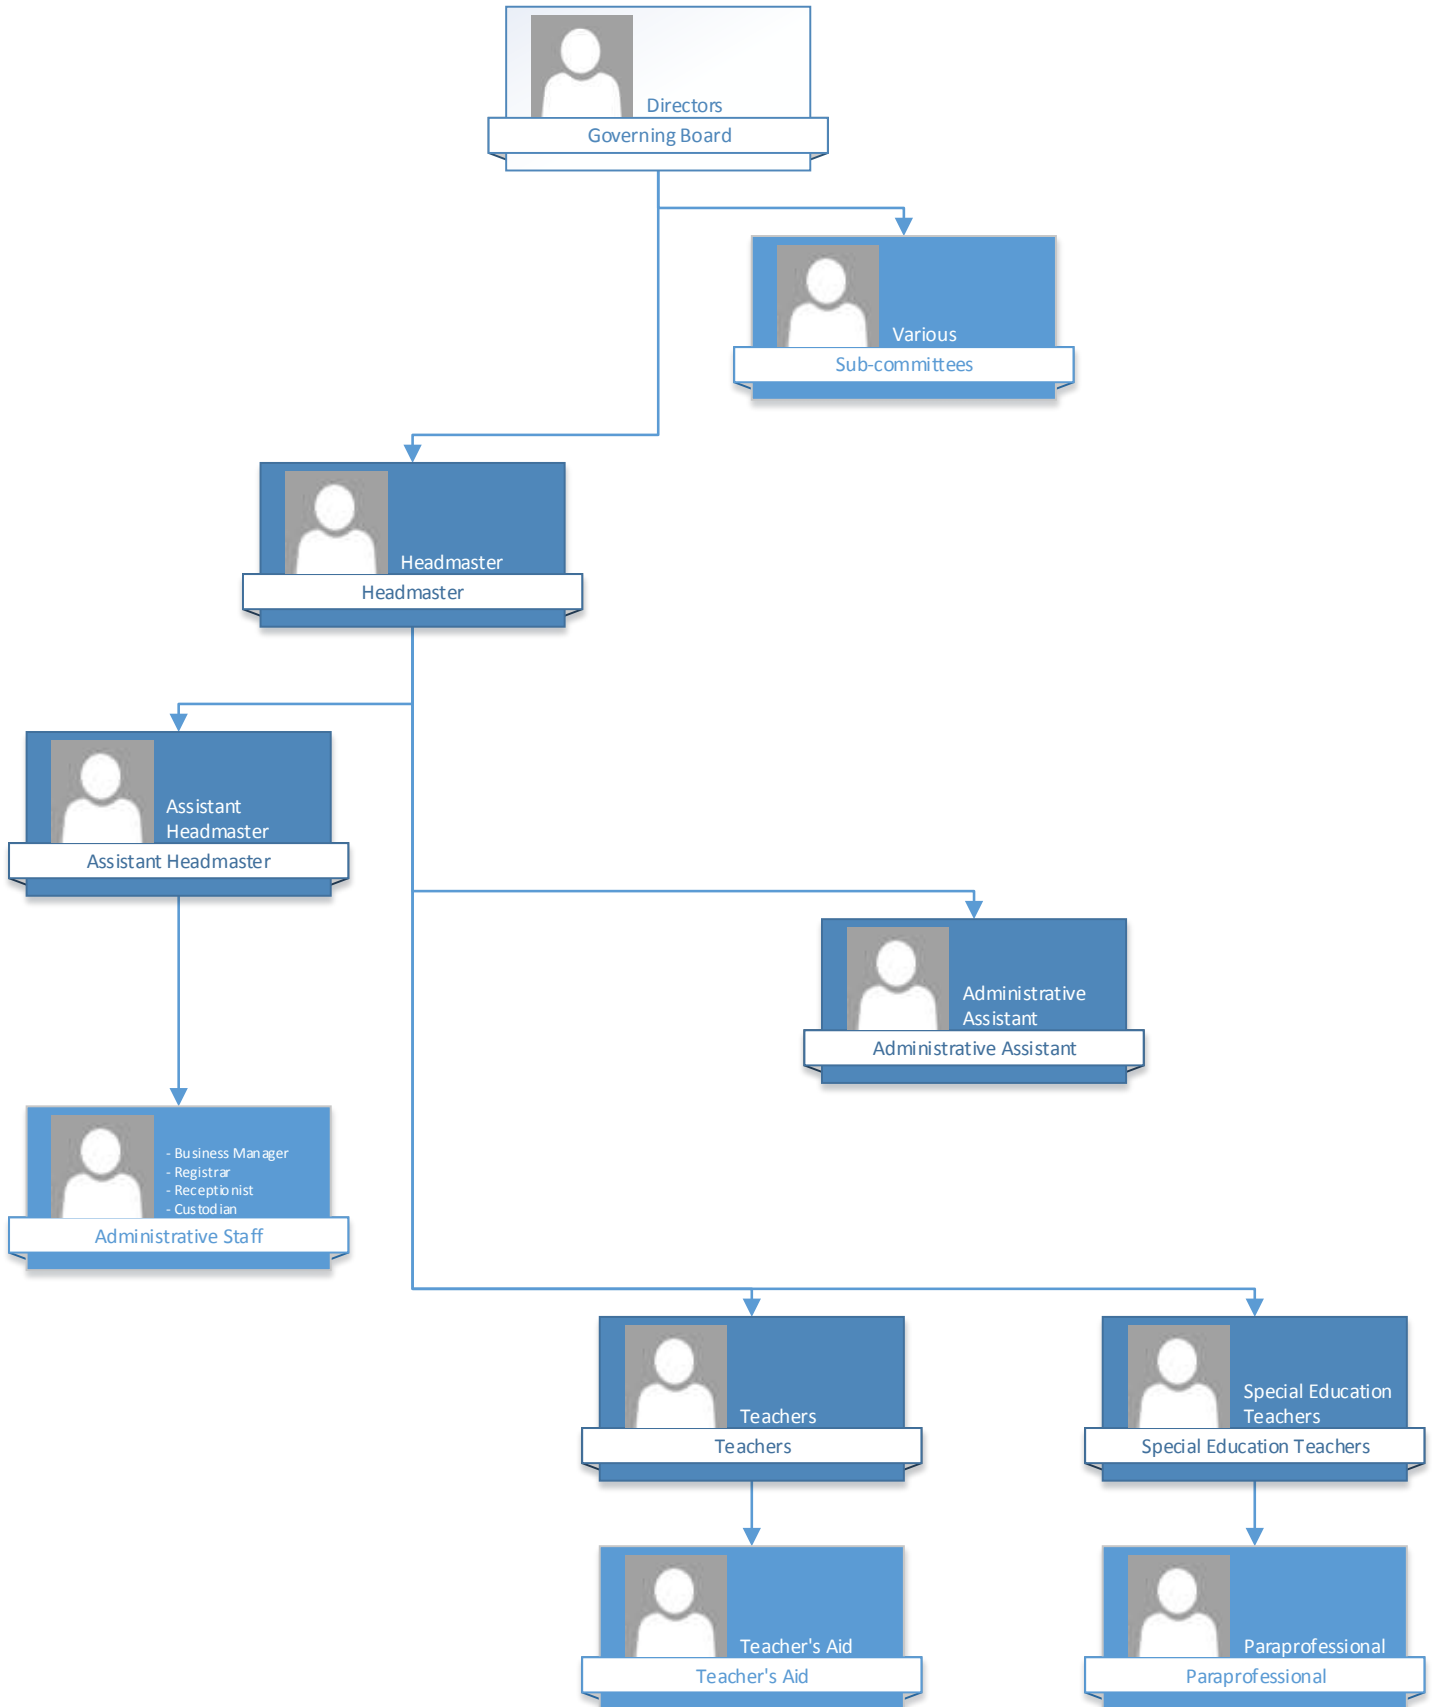 Directors
Governing Board
Various
Sub-committees
Headmaster
Headmaster
Assistant
Headmaster
Assistant Headmaster
Administrative
Assistant
Administrative Assistant
- Business Manager
- Registrar
- Receptionist
- Custodian
Administrative Staff
Teachers
Teachers
Special Education
Teachers
Special Education Teachers
Teacher's Aid
Teacher's Aid
Paraprofessional
Paraprofessional